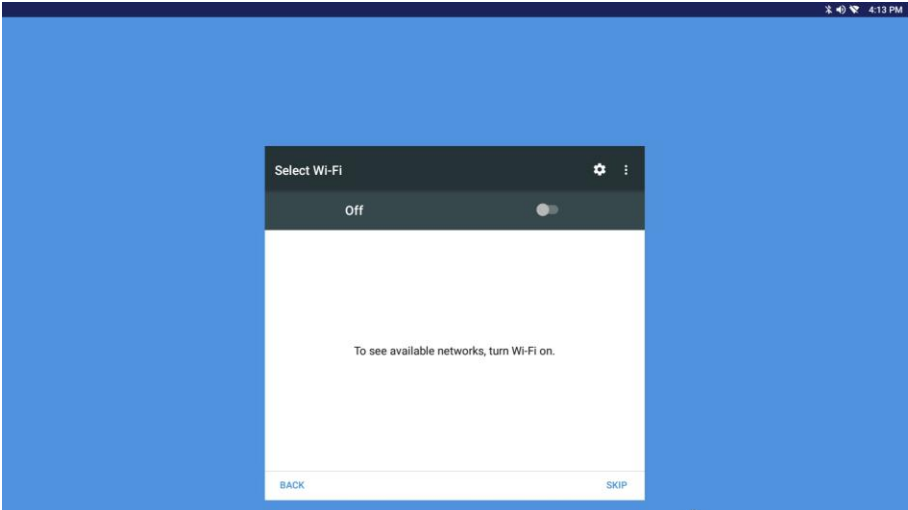 4:13 PM
Select Wi-Fi
Off
To see available networks, turn Wi-Fi on.
BACK SKIP